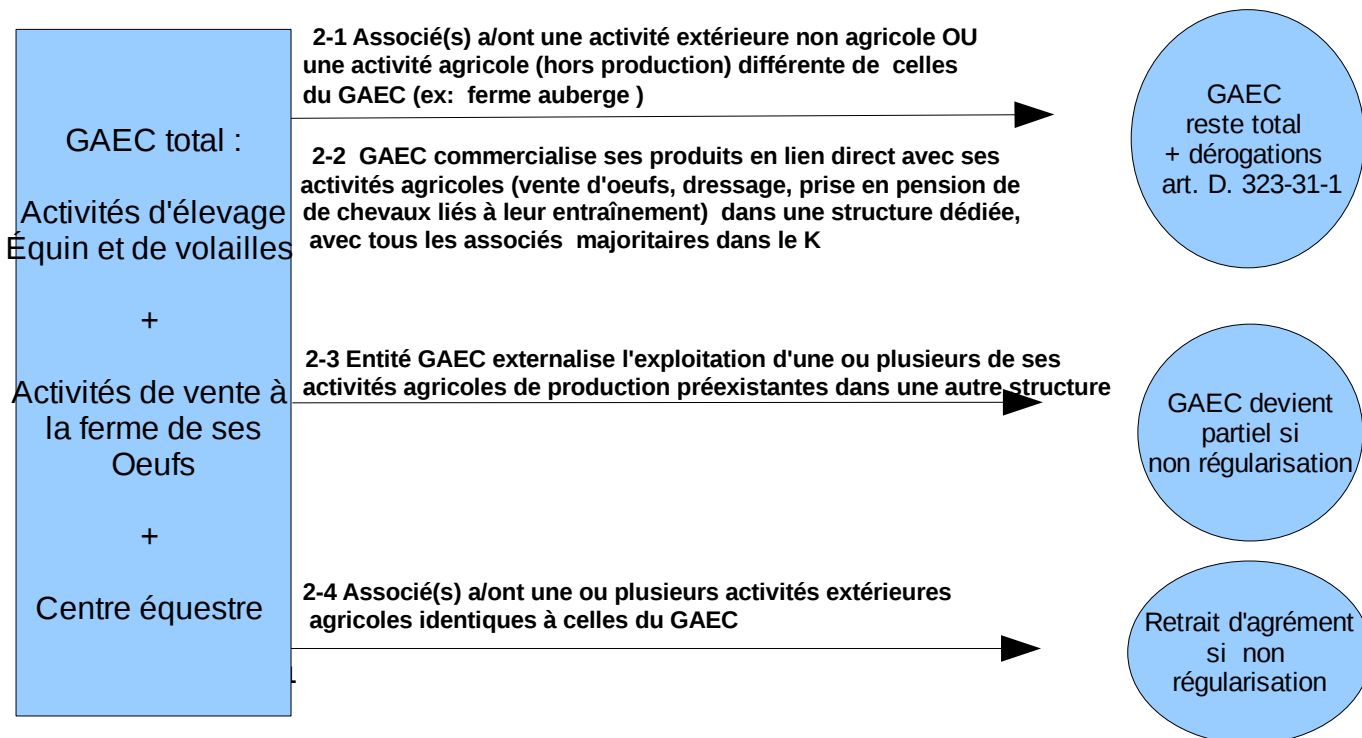 GAEC total :
Activités d'élevage
Équin et de volailles
+
Activités de vente à
la ferme de ses
Oeufs
+
Centre équestre
2-1 Associé(s) a/ont une activité extérieure non agricole OU
une activité agricole (hors production) différente de celles
du GAEC (ex: ferme auberge )
2-2 GAEC commercialise ses produits en lien direct avec ses
activités agricoles (vente d'oeufs, dressage, prise en pension de
de chevaux liés à leur entraînement) dans une structure dédiée,
avec tous les associés majoritaires dans le K
GAEC
reste total
+ dérogations
art. D. 323-31-1
2-3 Entité GAEC externalise l'exploitation d'une ou plusieurs de ses
activités agricoles de production préexistantes dans une autre structure
GAEC devient
partiel si
non régularisation
2-4 Associé(s) a/ont une ou plusieurs activités extérieures
agricoles identiques à celles du GAEC
Retrait d'agrément
si non
régularisation